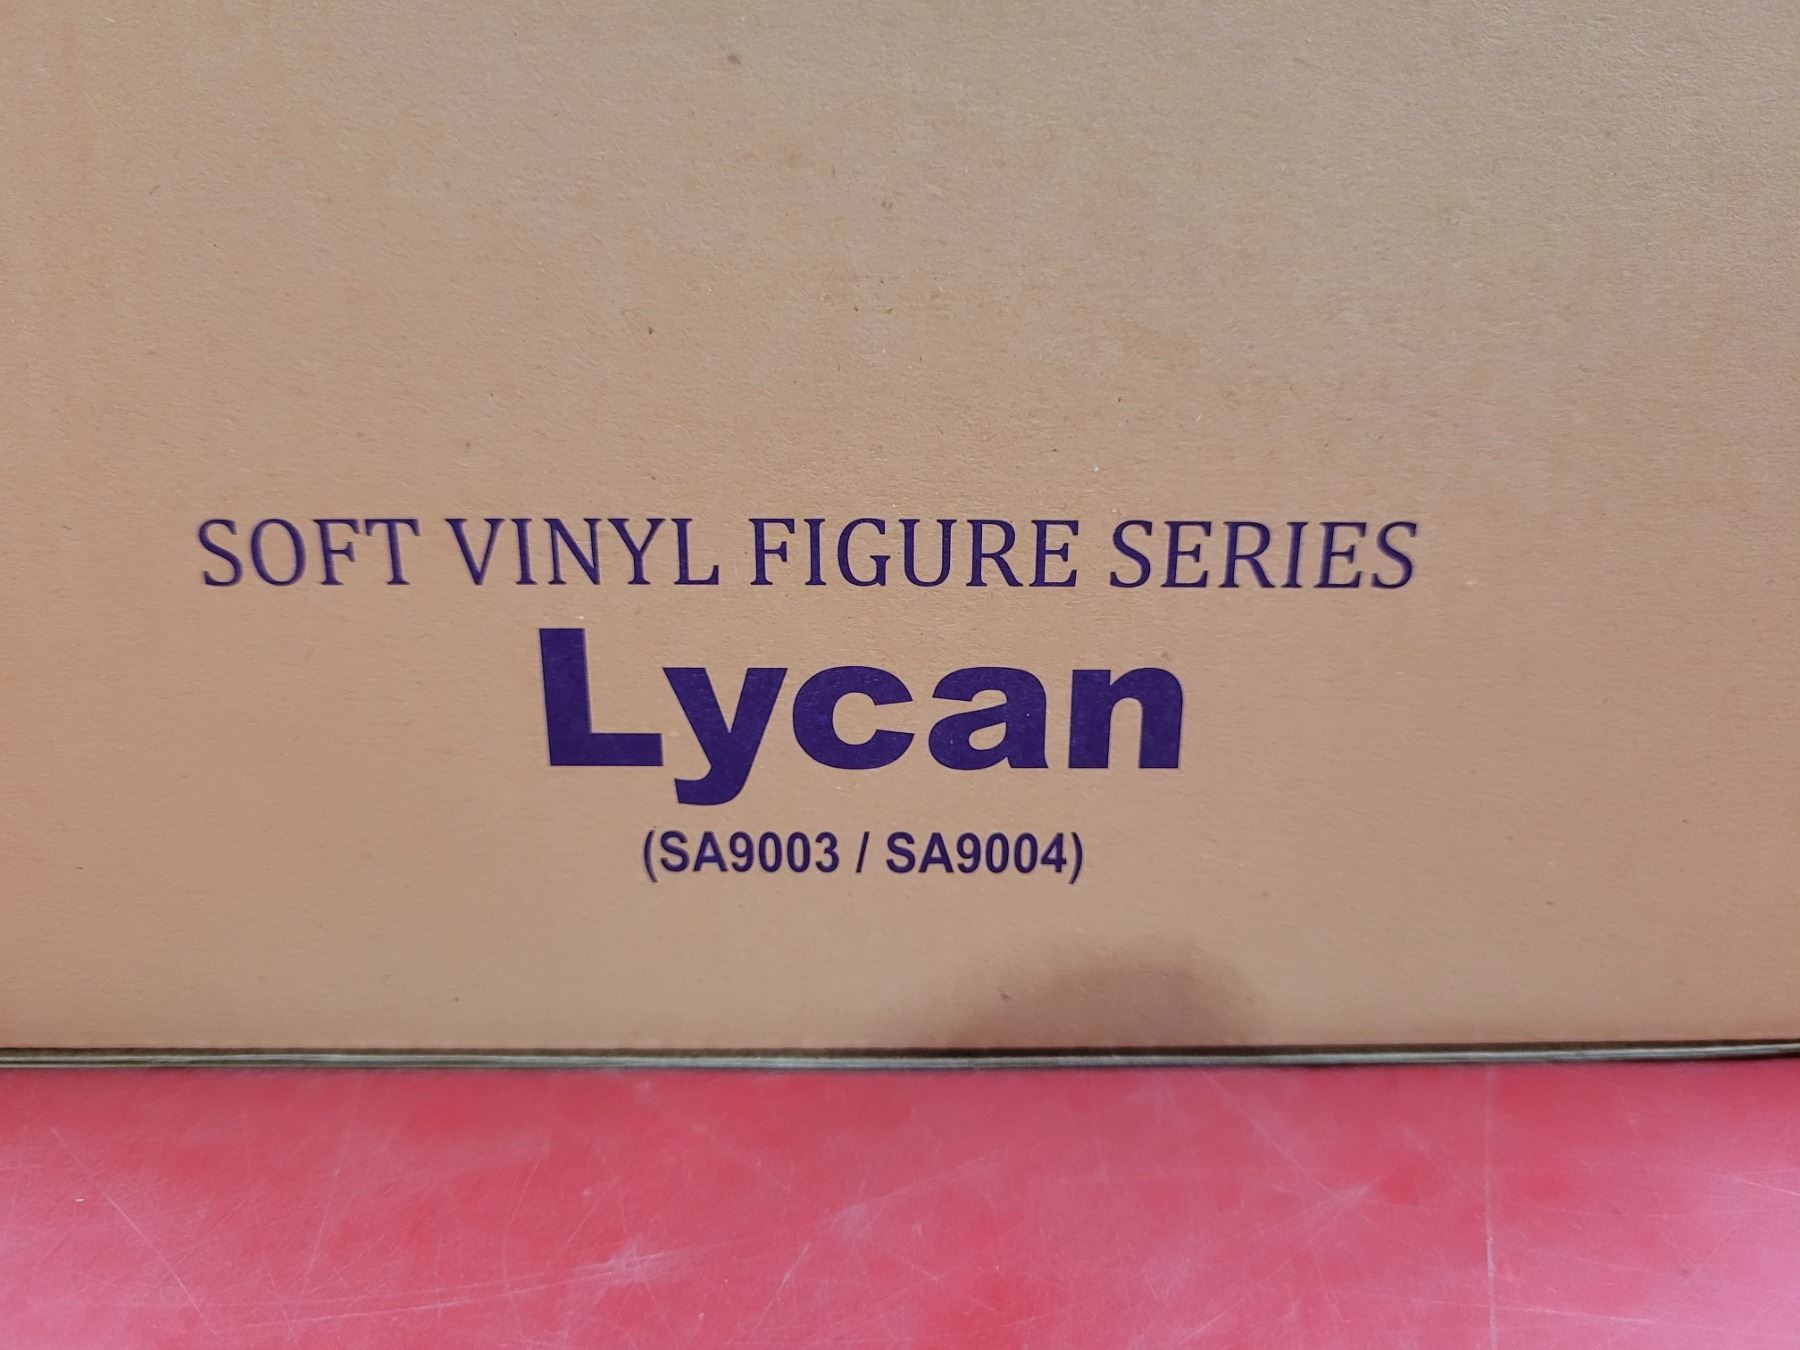 SOFT VINYL FIGURE SERIES
Lycan
(SA9003 / SA9004)